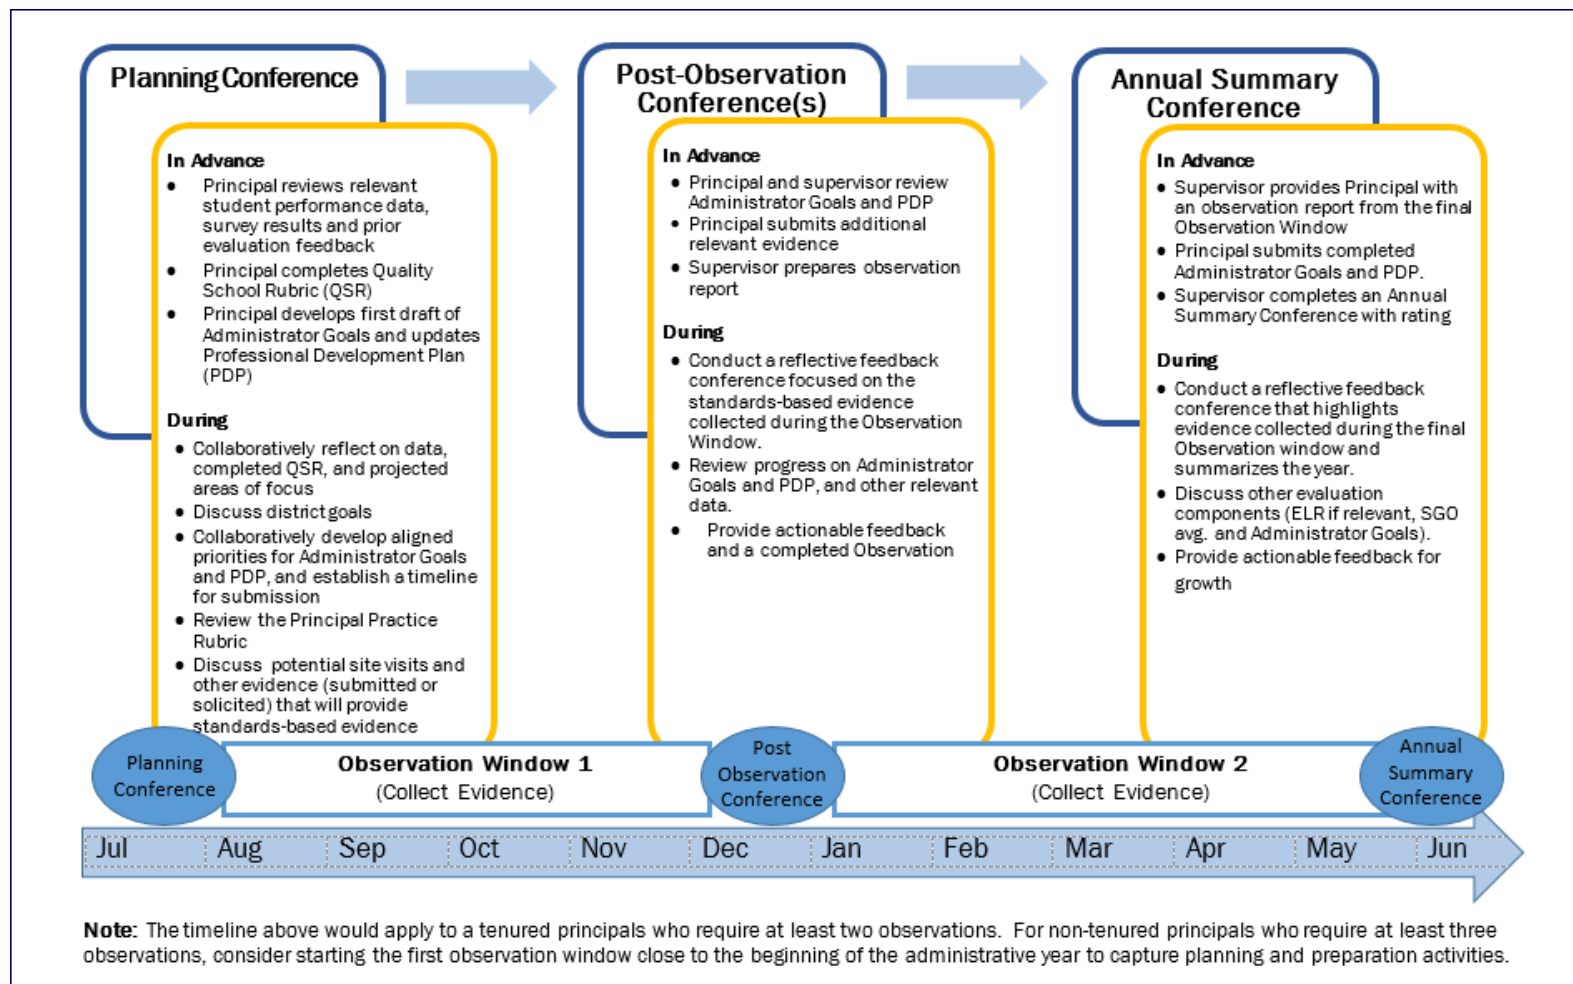 Planning Conference
In Advance
● Principal reviews relevant
student performance data,
survey results and prior
evaluation feedback
● Principal completes Quality
School Rubric (QSR)
● Principal develops first draft of
Administrator Goals and updates
Professional Development Plan
(PDP)
During
● Collaboratively reflect on data,
completed QSR, and projected
areas of focus
● Discuss district goals
● Collaboratively develop aligned
priorities for Administrator Goals
and PDP, and establish a timeline
for submission
● Review the Principal Practice
Rubric
● Discuss potential site visits and
other evidence (submitted or
solicited) that will provide
standards-based evidence
Post-Observation
Conference(s)
In Advance
● Principal and supervisor review
Administrator Goals and PDP
● Principal submits additional
relevant evidence
● Supervisor prepares observation
report
During
● Conduct a reflective feedback
conference focused on the
standards-based evidence
collected during the Observation
Window.
● Review progress on Administrator
Goals and PDP, and other relevant
data.
● Provide actionable feedback
and a completed Observation
Annual Summary
Conference
In Advance
● Supervisor provides Principal with
an observation report from the final
Observation Window
● Principal submits completed
Administrator Goals and PDP.
● Supervisor completes an Annual
Summary Conference with rating
During
● Conduct a reflective feedback
conference that highlights
evidence collected during the final
Observation window and
summarizes the year.
● Discuss other evaluation
components (ELR if relevant, SGO
avg. and Administrator Goals).
● Provide actionable feedback for
growth
Planning
Conference
Observation Window 1
(Collect Evidence)
Post
Observation
Conference
Observation Window 2
(Collect Evidence)
Annual
Summary
Conference
Jul Aug Sep Oct Nov Dec Jan Feb Mar Apr May Jun
Note: The timeline above would apply to a tenured principals who require at least two observations. For non-tenured principals who require at least three
observations, consider starting the first observation window close to the beginning of the administrative year to capture planning and preparation activities.